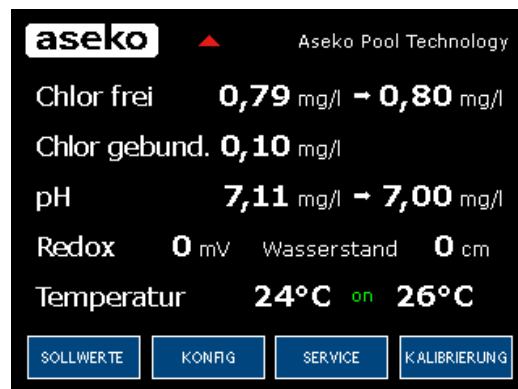 aseko Aseko Pool Technology
Chlor frei 0,79 mg/l → 0,80 mg/l
Chlor gebund. 0,10 mg/l
pH 7,11 mg/l → 7,00 mg/l
Redox 0 mV Wasserstand 0 cm
Temperatur 24°C on 26°C
SOLLWERTE KONFIG SERVICE KALIBRIERUNG